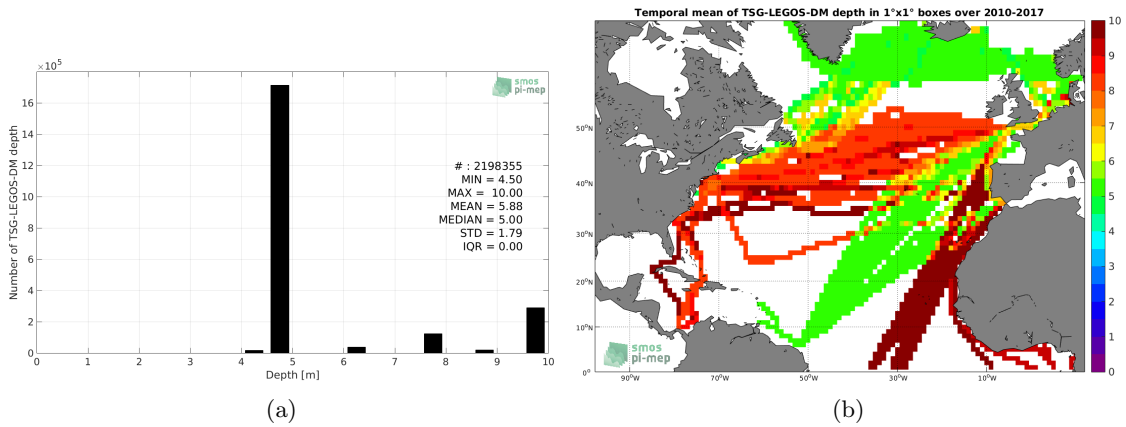 ×10⁵
16
14
12
10
8
6
4
2
0
Number of TSG-LEGOS-DM depth
smos
pi-mep
# : 2198355
MIN = 4.50
MAX = 10.00
MEAN = 5.88
MEDIAN = 5.00
STD = 1.79
IQR = 0.00
0 1 2 3 4 5 6 7 8 9 10
Depth [m]
(a)
Temporal mean of TSG-LEGOS-DM depth in 1°x1° boxes over 2010-2017
50°N
40°N
30°N
20°N
10°N
0°
90°W 70°W 50°W 30°W 10°W
smos
pi-mep
10
9
8
7
6
5
4
3
2
1
0
(b)